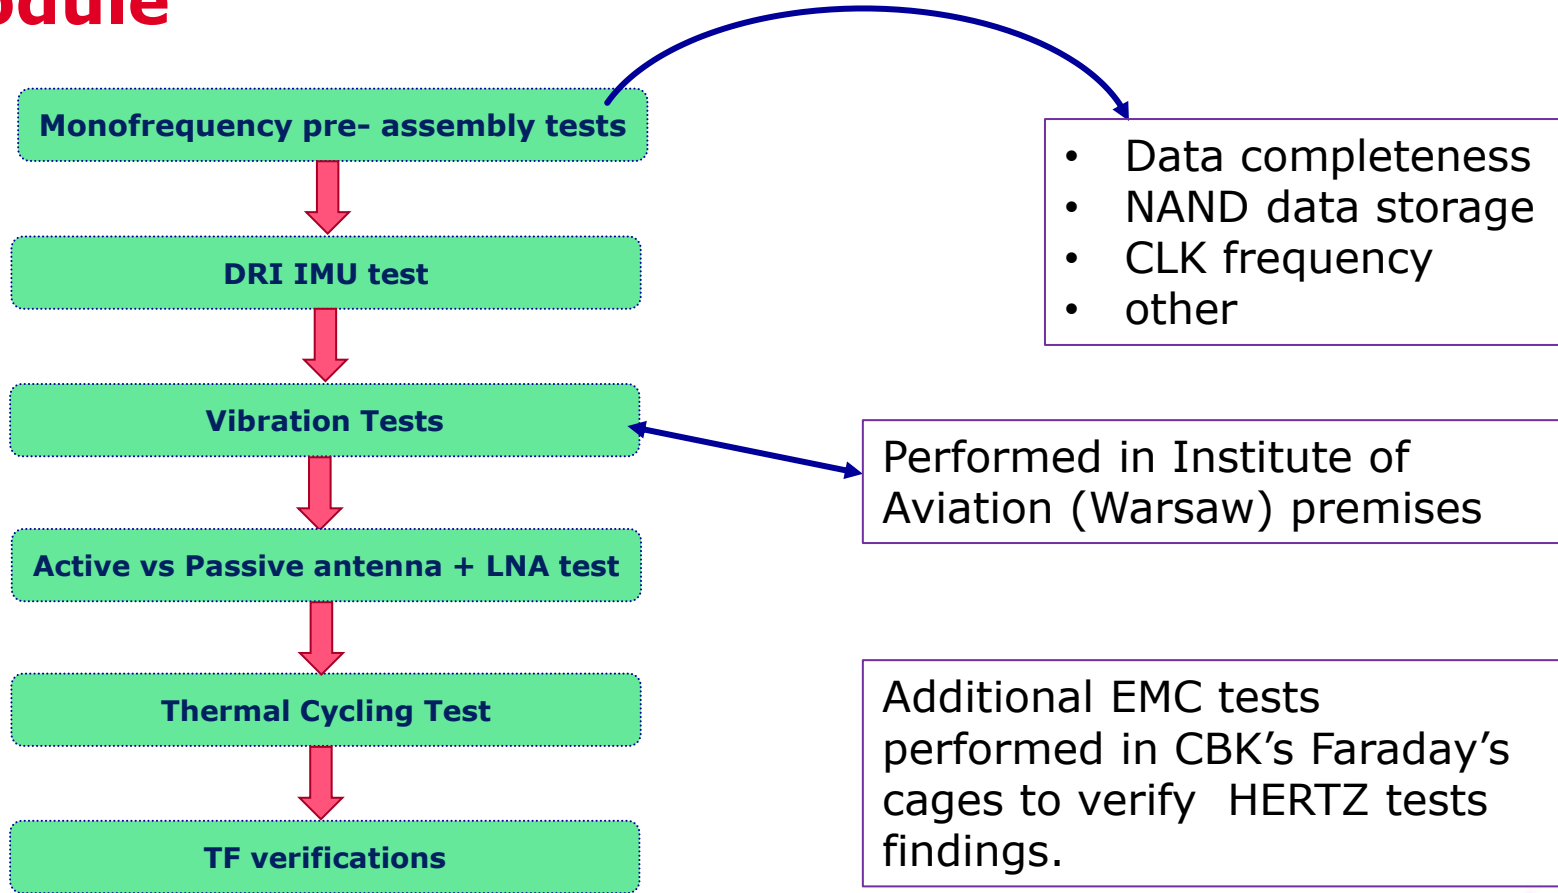 Monofrequency pre- assembly tests
DRI IMU test
Vibration Tests
Active vs Passive antenna + LNA test
Thermal Cycling Test
TF verifications
• Data completeness
• NAND data storage
• CLK frequency
• other
Performed in Institute of
Aviation (Warsaw) premises
Additional EMC tests
performed in CBK’s Faraday’s
cages to verify  HERTZ tests
findings.